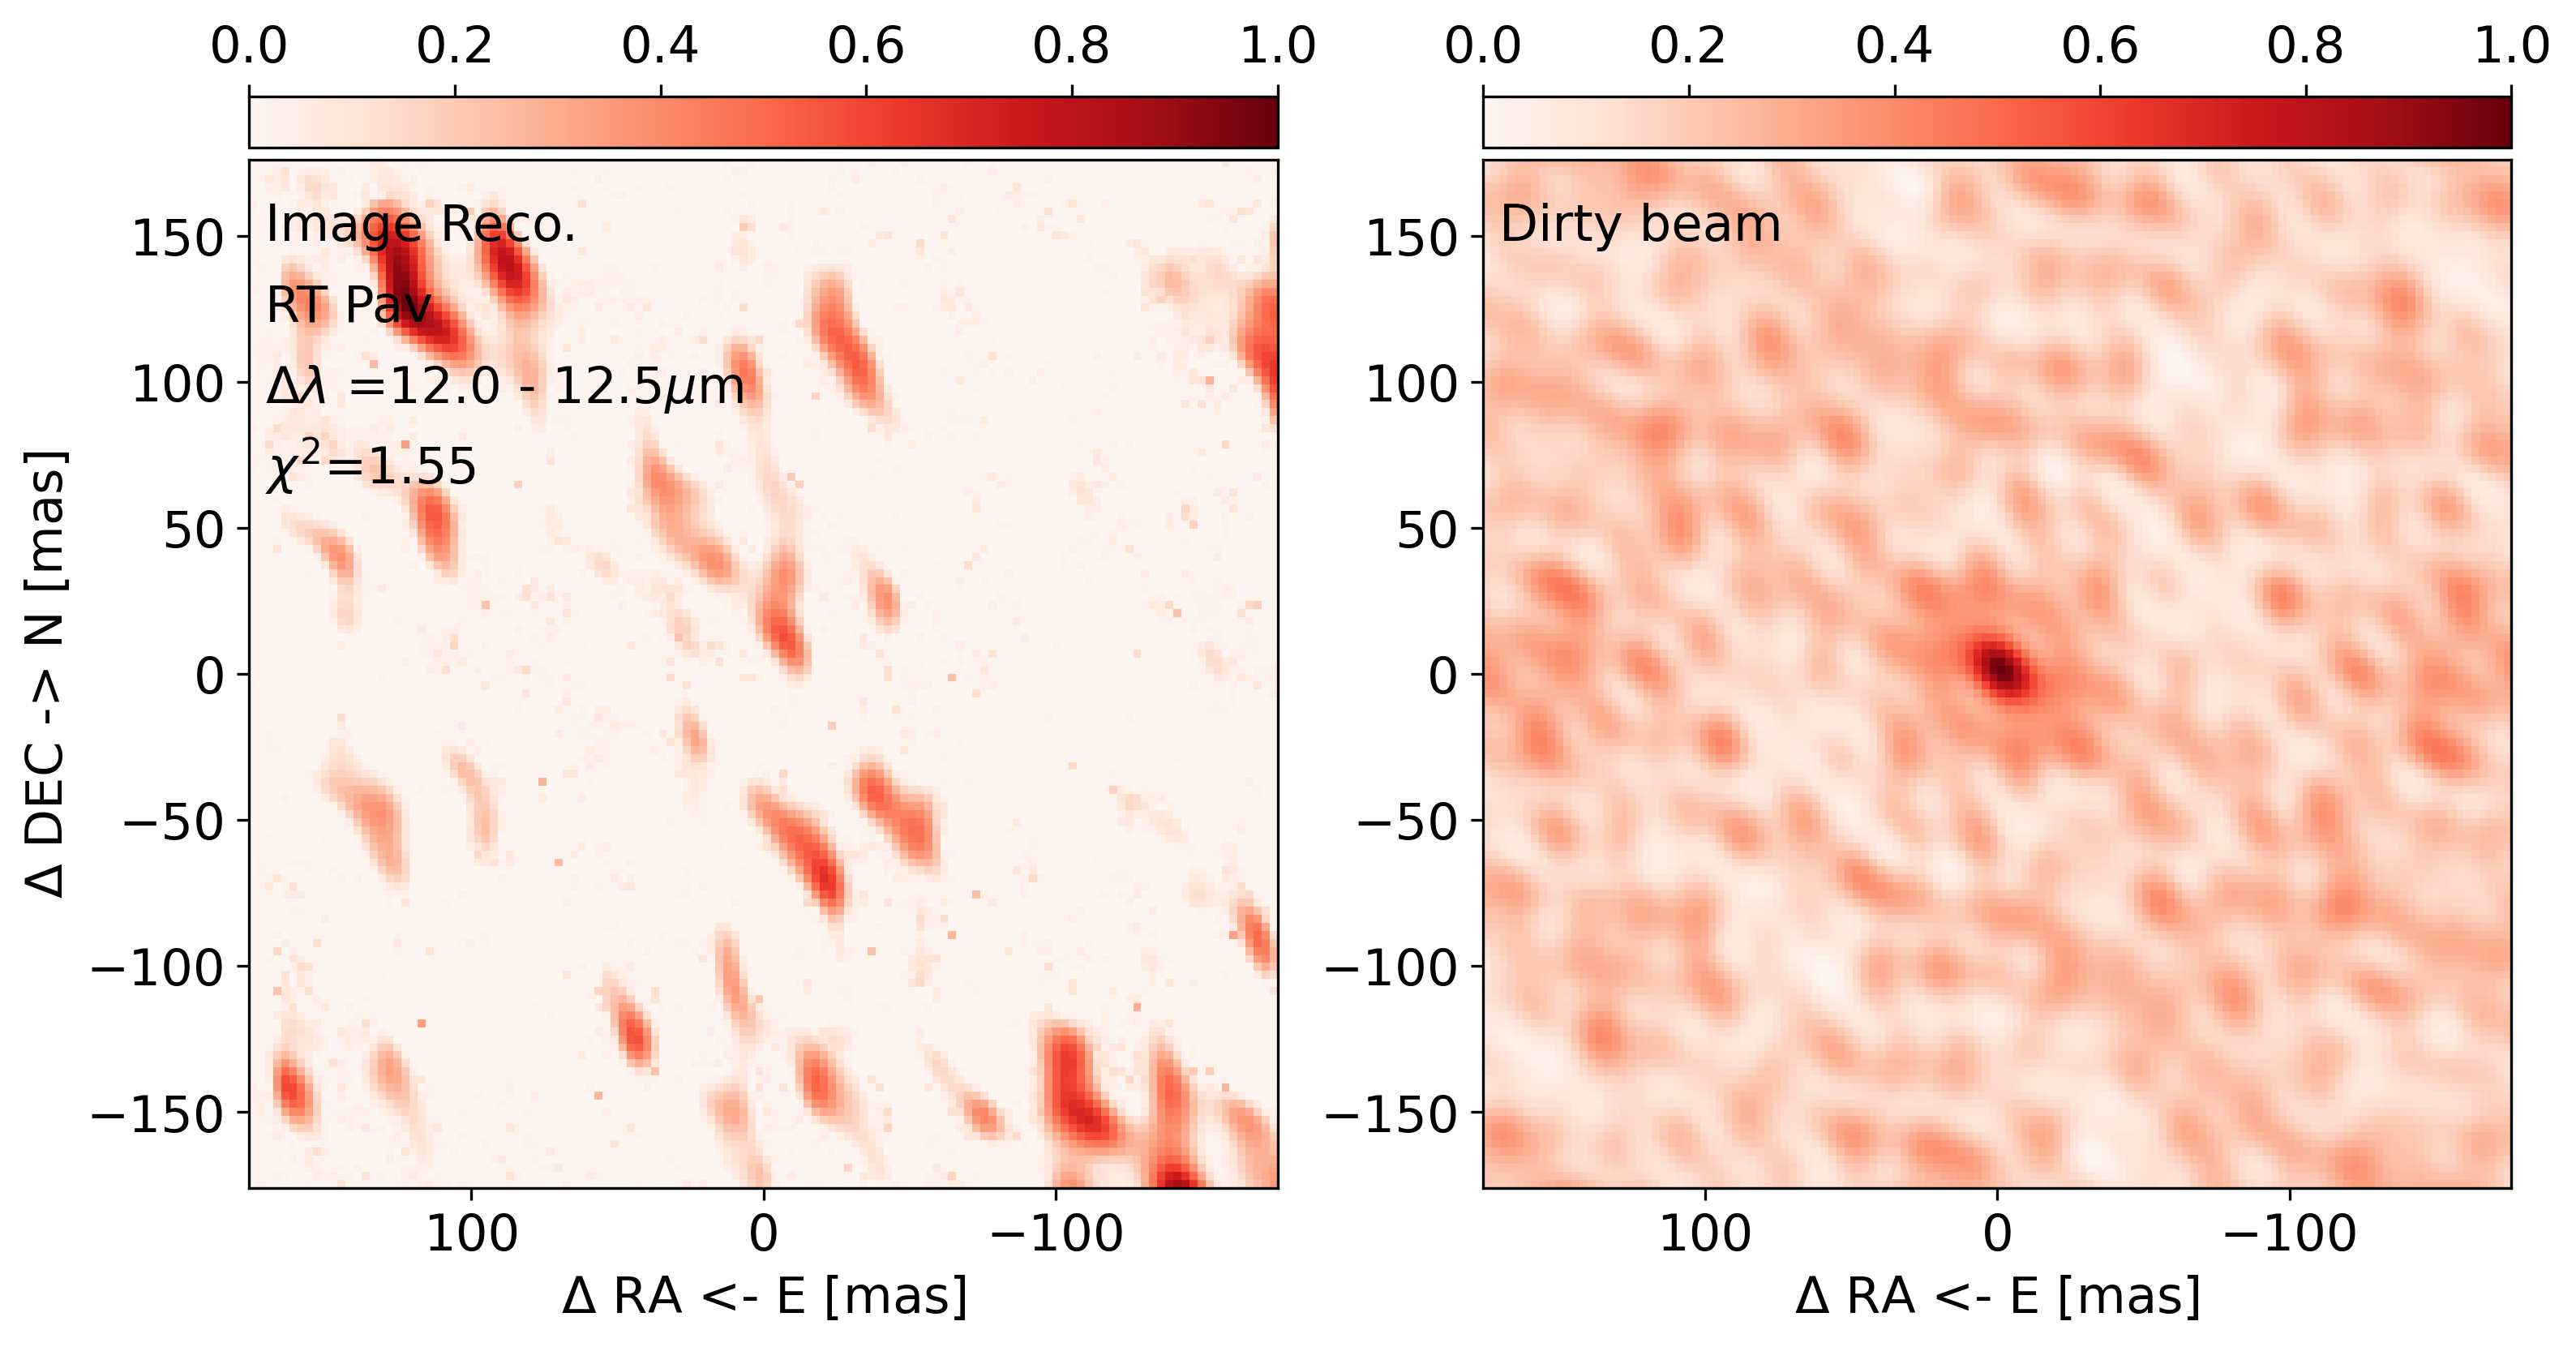 0.0 0.2 0.4 0.6 0.8 1.0
Image Reco.
RT Pav
Δλ =12.0 - 12.5μm
χ²=1.55
150
100
50
0
−50
−100
−150
Δ DEC -> N [mas]
100 0 −100
Δ RA <- E [mas]
0.0 0.2 0.4 0.6 0.8 1.0
Dirty beam
150
100
50
0
−50
−100
−150
100 0 −100
Δ RA <- E [mas]